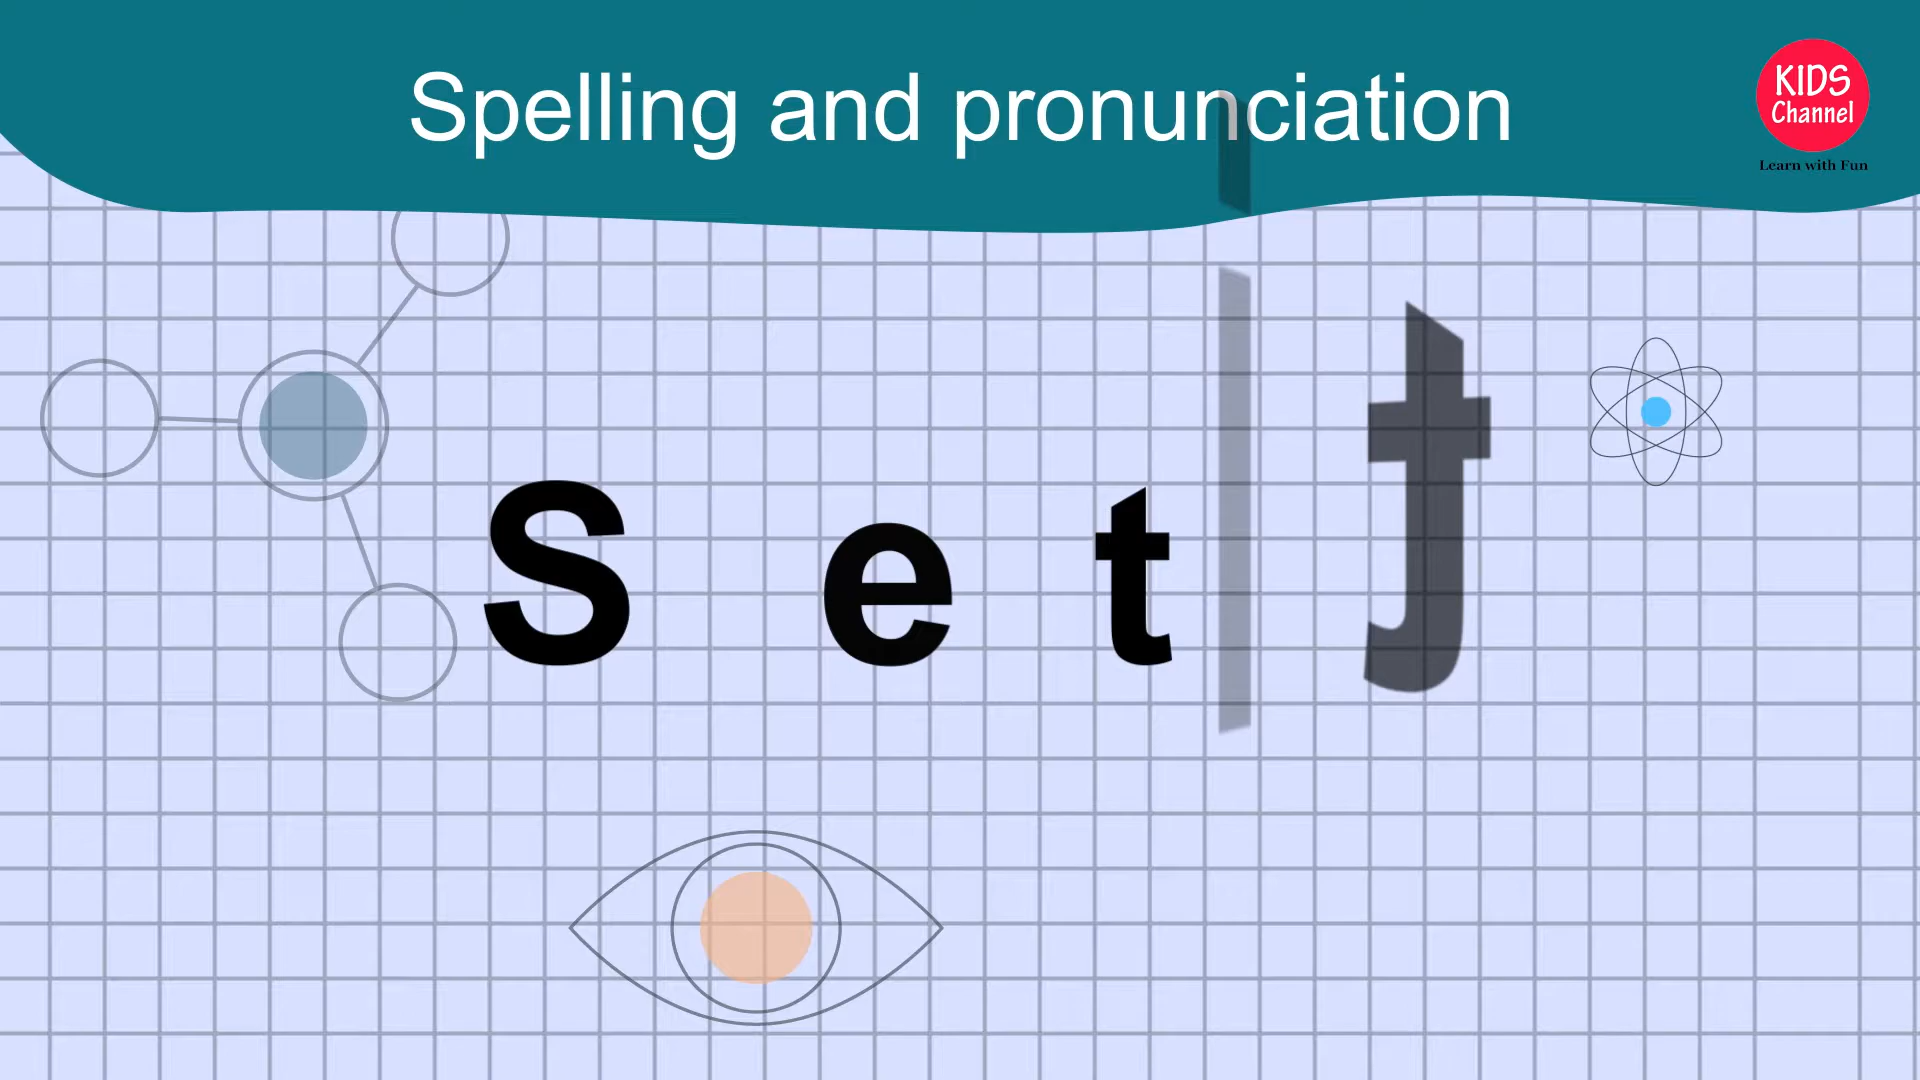 Spelling and pronunciation
KIDS
Channel
Learn with Fun
S e t t